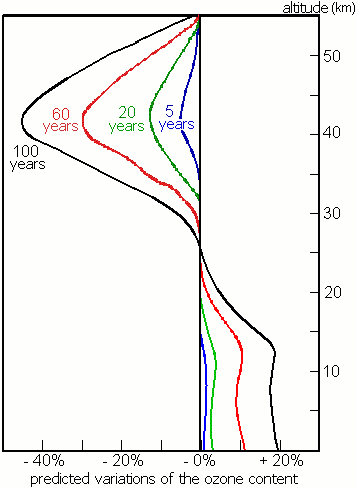 altitude (km)
50
60
years
20
years
5
years
40
100
years
30
20
10
- 40%
- 20%
- 0%
+ 20%
predicted variations of the ozone content